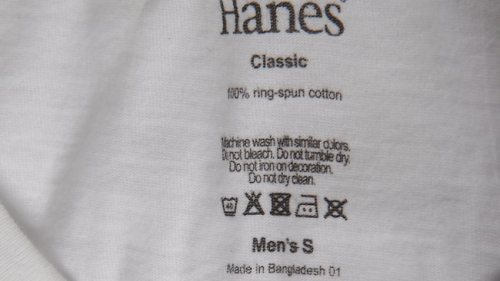 Hanes
Classic
100% ring-spun cotton
Machine wash with similar colors.
Do not bleach. Do not tumble dry.
Do not iron on decoration.
Do not dry clean.
40
Men's S
Made in Bangladesh 01